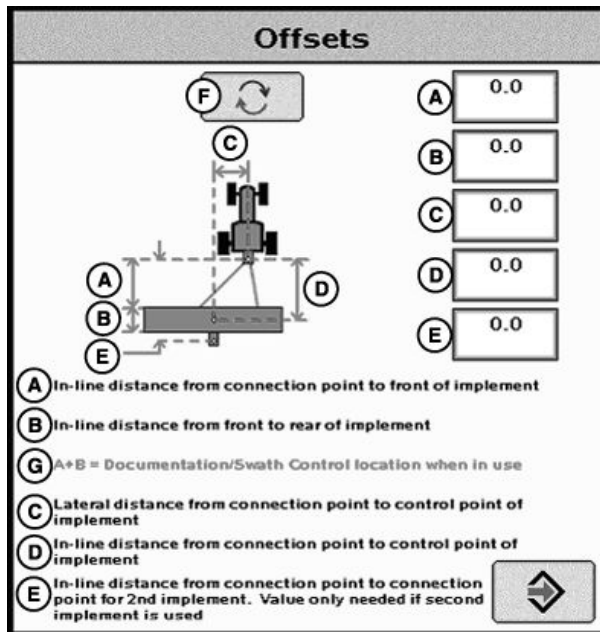 Offsets
F
A 0.0
C
B 0.0
C 0.0
A
D
D 0.0
B
E
E 0.0
A In-line distance from connection point to front of implement
B In-line distance from front to rear of implement
G A+B = Documentation/Swath Control location when in use
C Lateral distance from connection point to control point of
implement
D In-line distance from connection point to control point of
implement
E In-line distance from connection point to connection
point for 2nd implement. Value only needed if second
implement is used